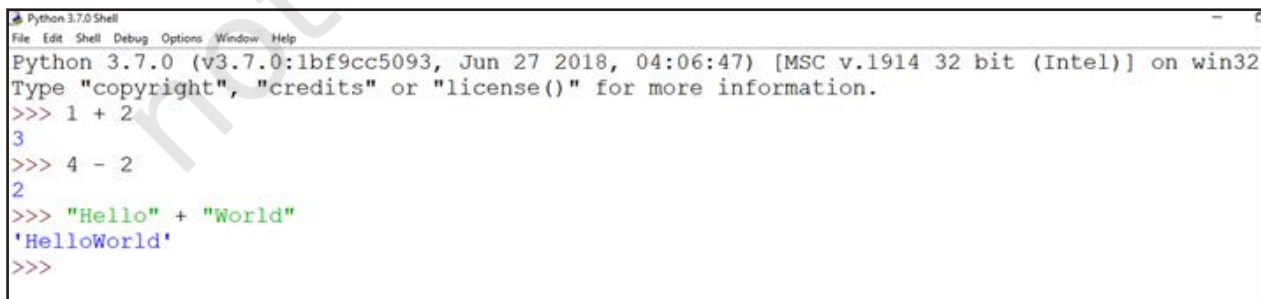 Python 3.7.0 Shell
File Edit Shell Debug Options Window Help
Python 3.7.0 (v3.7.0:1bf9cc5093, Jun 27 2018, 04:06:47) [MSC v.1914 32 bit (Intel)] on win32
Type "copyright", "credits" or "license()" for more information.
>>> 1 + 2
3
>>> 4 - 2
2
>>> "Hello" + "World"
'HelloWorld'
>>>
not